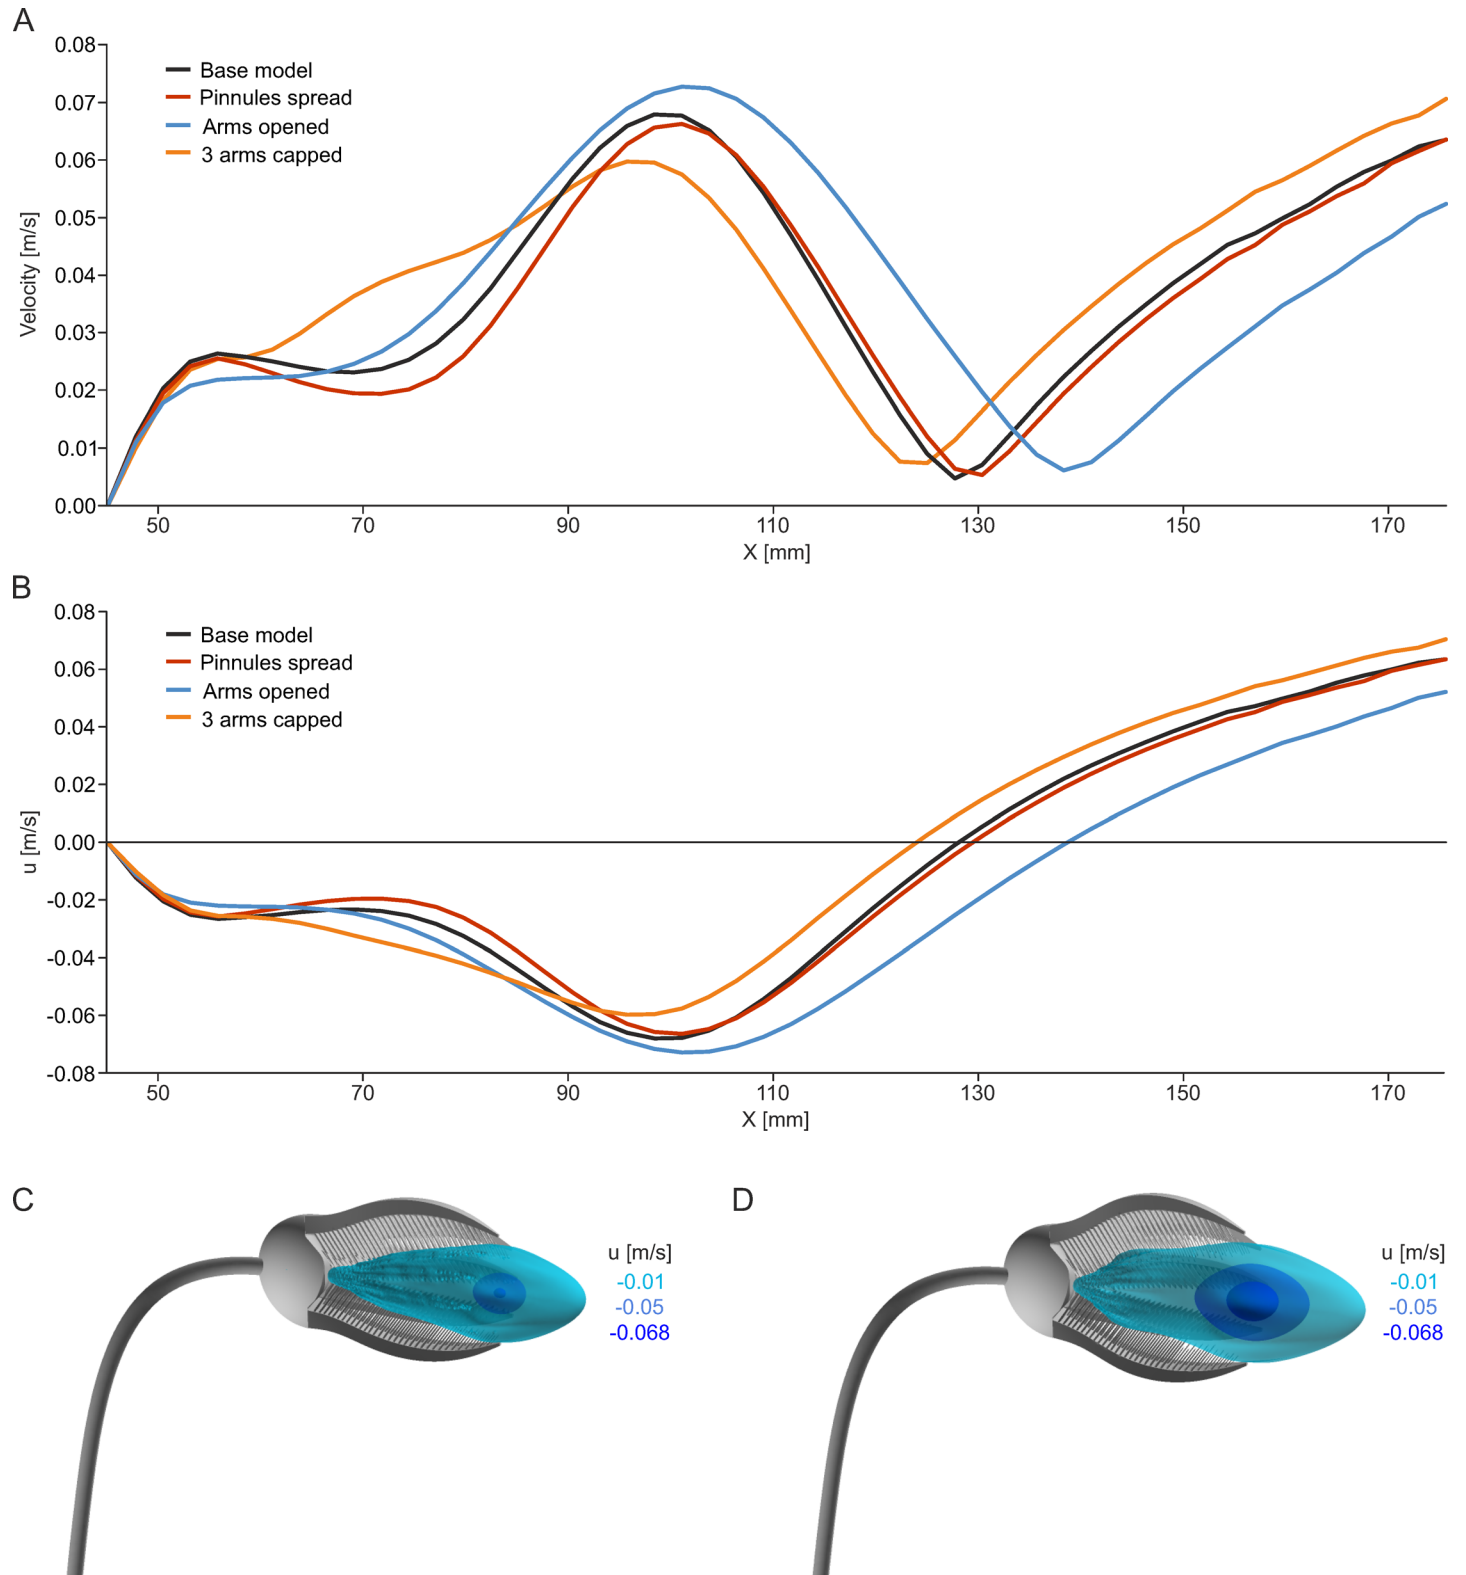 A
0.08
0.07
0.06
0.05
0.04
0.03
0.02
0.01
0.00
Velocity [m/s]
Base model
Pinnules spread
Arms opened
3 arms capped
50 70 90 110 130 150 170
X [mm]
B
0.08
0.06
0.04
0.02
0.00
-0.02
-0.04
-0.06
-0.08
u [m/s]
Base model
Pinnules spread
Arms opened
3 arms capped
50 70 90 110 130 150 170
X [mm]
C
u [m/s]
-0.01
-0.05
-0.068
D
u [m/s]
-0.01
-0.05
-0.068